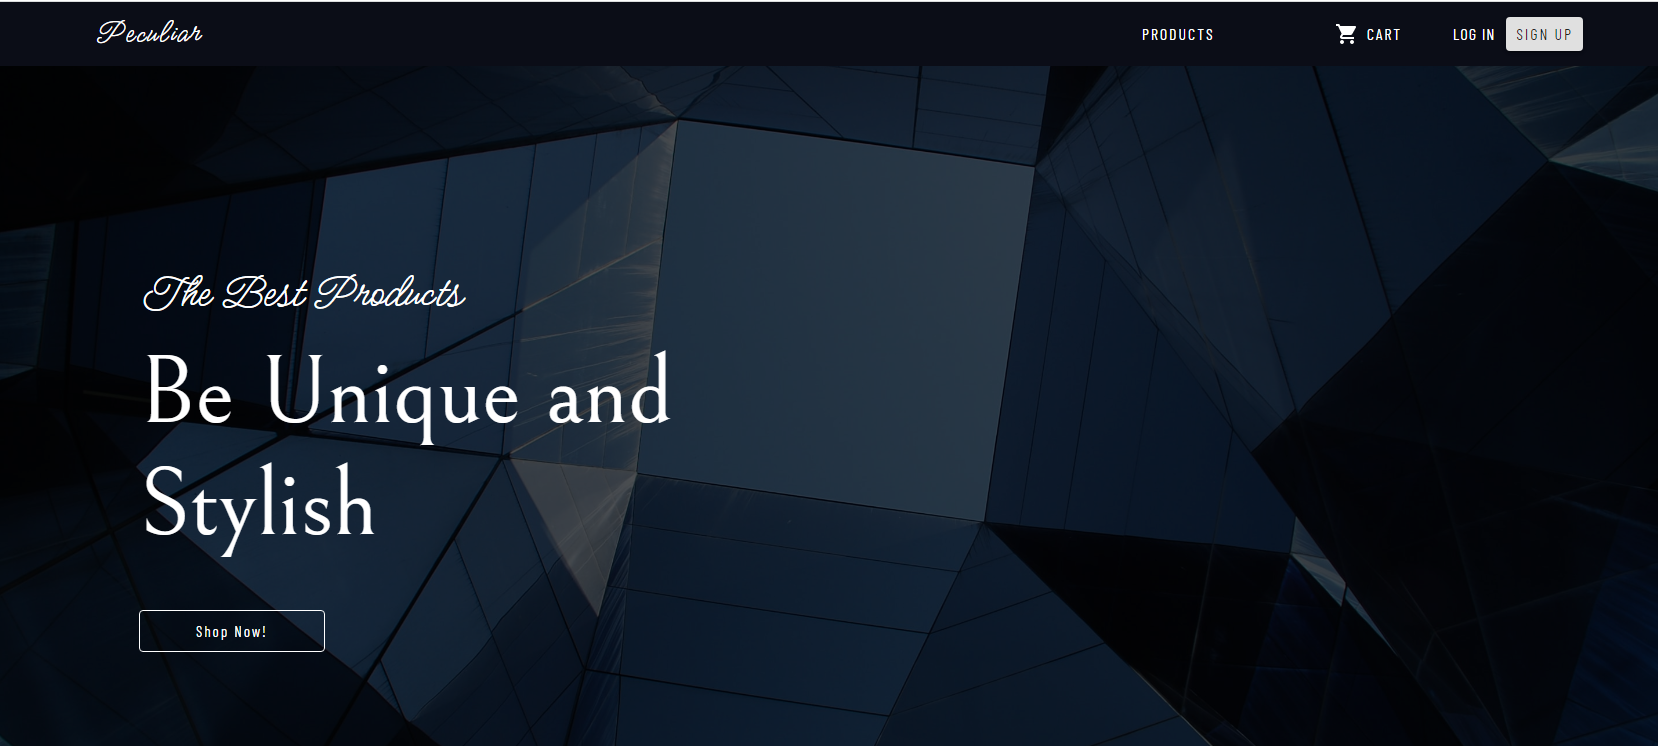 Peculiar
PRODUCTS
CART
LOG IN
SIGN UP
The Best Products
Be Unique and
Stylish
Shop Now!